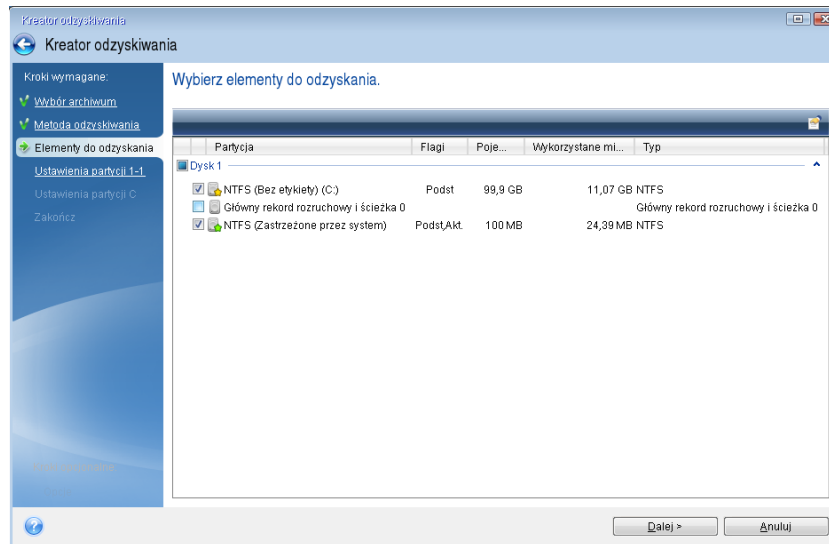 Kreator odzyskiwania
Kreator odzyskiwania
Kroki wymagane:
Wybór archiwum
Metoda odzyskiwania
Elementy do odzyskania
Ustawienia partycji 1-1
Ustawienia partycji C
Zakończ
Wybierz elementy do odzyskania.
Partycja Flagi Poje... Wykorzystane mi... Typ
Dysk 1
NTFS (Bez etykiety) (C:) Podst 99,9 GB 11,07 GB NTFS
Główny rekord rozruchowy i ścieżka 0 Główny rekord rozruchowy i ścieżka 0
NTFS (Zastrzeżone przez system) Podst,Akt. 100 MB 24,39 MB NTFS
Dalej > Anuluj